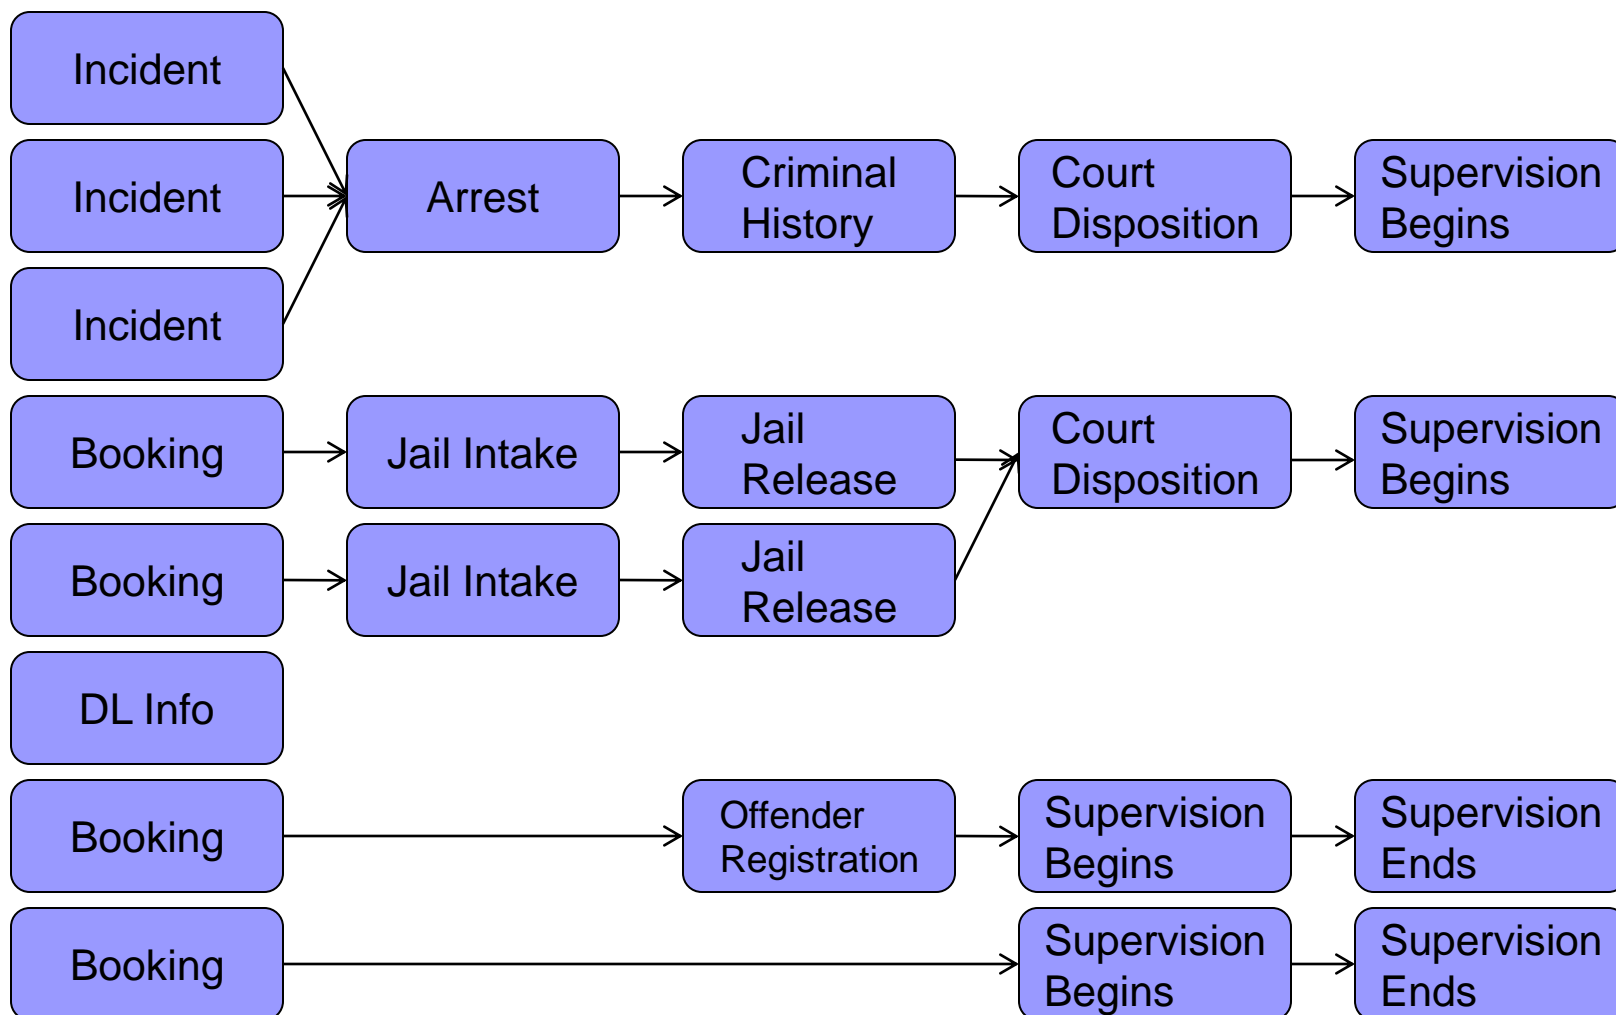 Incident
Incident
Arrest
Criminal
History
Court
Disposition
Supervision
Begins
Incident
Booking
Jail Intake
Jail
Release
Court
Disposition
Supervision
Begins
Booking
Jail Intake
Jail
Release
DL Info
Booking
Offender
Registration
Supervision
Begins
Supervision
Ends
Booking
Supervision
Begins
Supervision
Ends